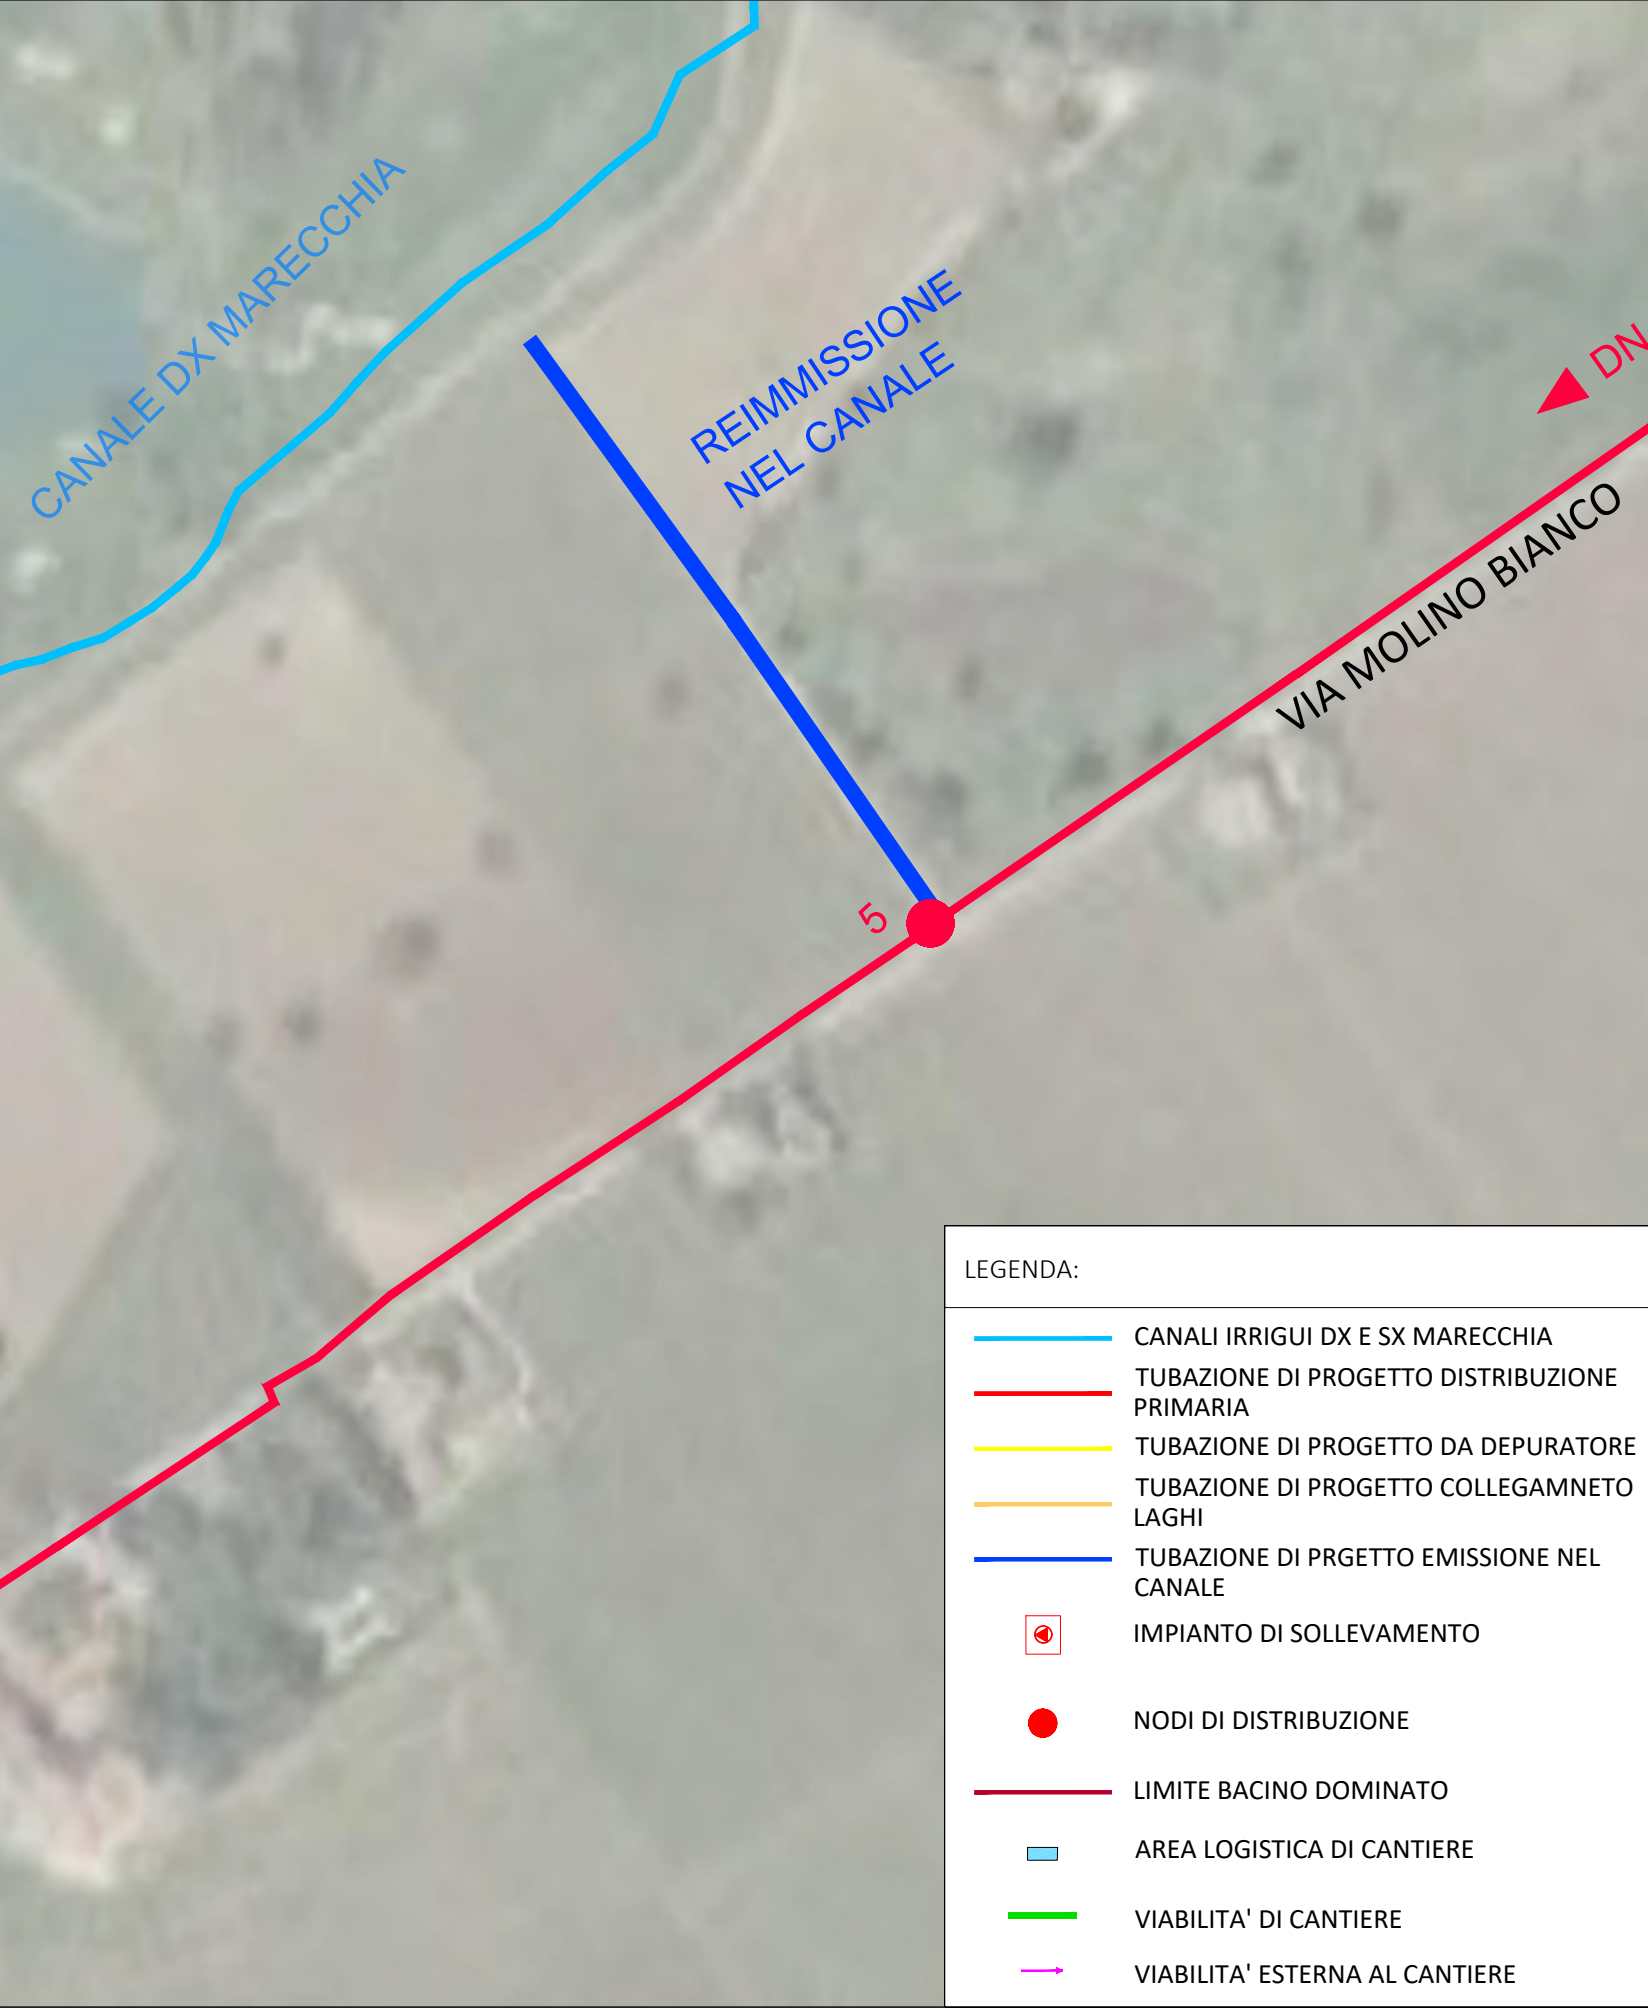 CANALE DX MARECCHIA
REIMMISSIONE
NEL CANALE
DN
VIA MOLINO BIANCO
5
LEGENDA:
CANALI IRRIGUI DX E SX MARECCHIA
TUBAZIONE DI PROGETTO DISTRIBUZIONE
PRIMARIA
TUBAZIONE DI PROGETTO DA DEPURATORE
TUBAZIONE DI PROGETTO COLLEGAMNETO
LAGHI
TUBAZIONE DI PRGETTO EMISSIONE NEL
CANALE
IMPIANTO DI SOLLEVAMENTO
NODI DI DISTRIBUZIONE
LIMITE BACINO DOMINATO
AREA LOGISTICA DI CANTIERE
VIABILITA' DI CANTIERE
VIABILITA' ESTERNA AL CANTIERE